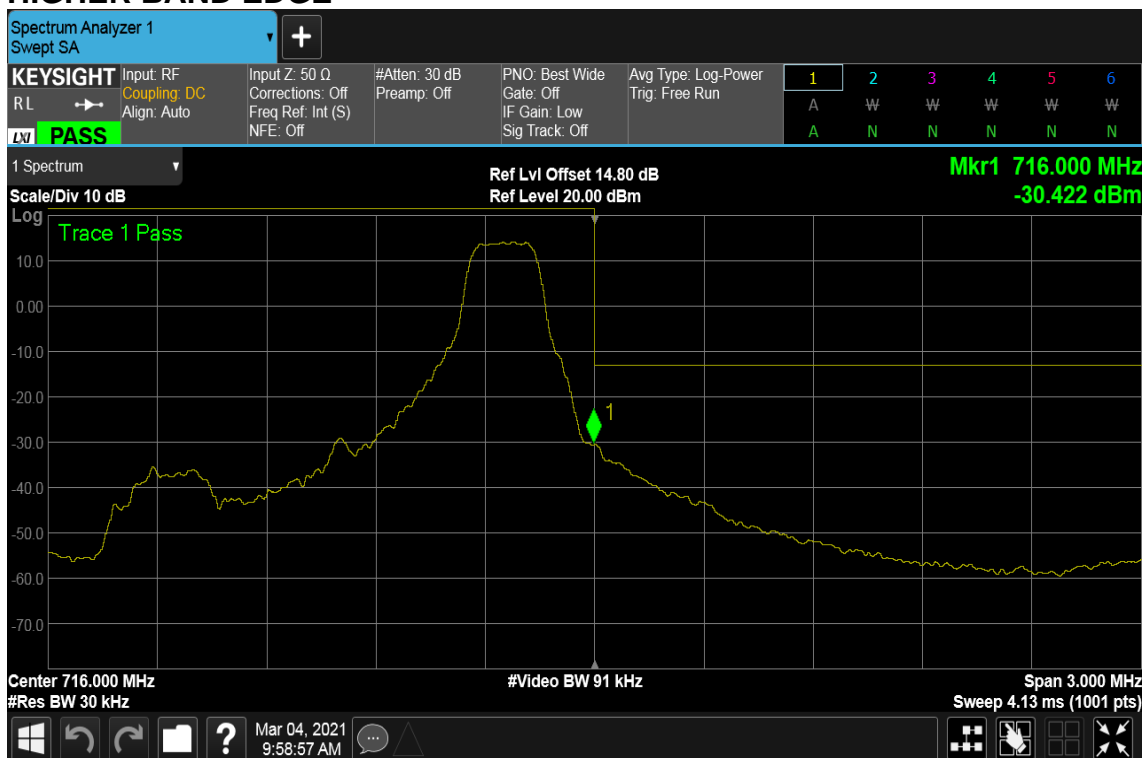 HIGHER BAND EDGE
Spectrum Analyzer 1
Swept SA
+
KEYSIGHT
R L
LXI PASS
Input: RF
Coupling: DC
Align: Auto
Input Z: 50 Ω
Corrections: Off
Freq Ref: Int (S)
NFE: Off
#Atten: 30 dB
Preamp: Off
PNO: Best Wide
Gate: Off
IF Gain: Low
Sig Track: Off
Avg Type: Log-Power
Trig: Free Run
1 2 3 4 5 6
A W W W W W
A N N N N N
1 Spectrum
Scale/Div 10 dB
Ref Lvl Offset 14.80 dB
Ref Level 20.00 dBm
Mkr1 716.000 MHz
-30.422 dBm
Log
Trace 1 Pass
10.0
0.00
-10.0
-20.0
-30.0
-40.0
-50.0
-60.0
-70.0
1
Center 716.000 MHz
#Res BW 30 kHz
#Video BW 91 kHz
Span 3.000 MHz
Sweep 4.13 ms (1001 pts)
?
Mar 04, 2021
9:58:57 AM